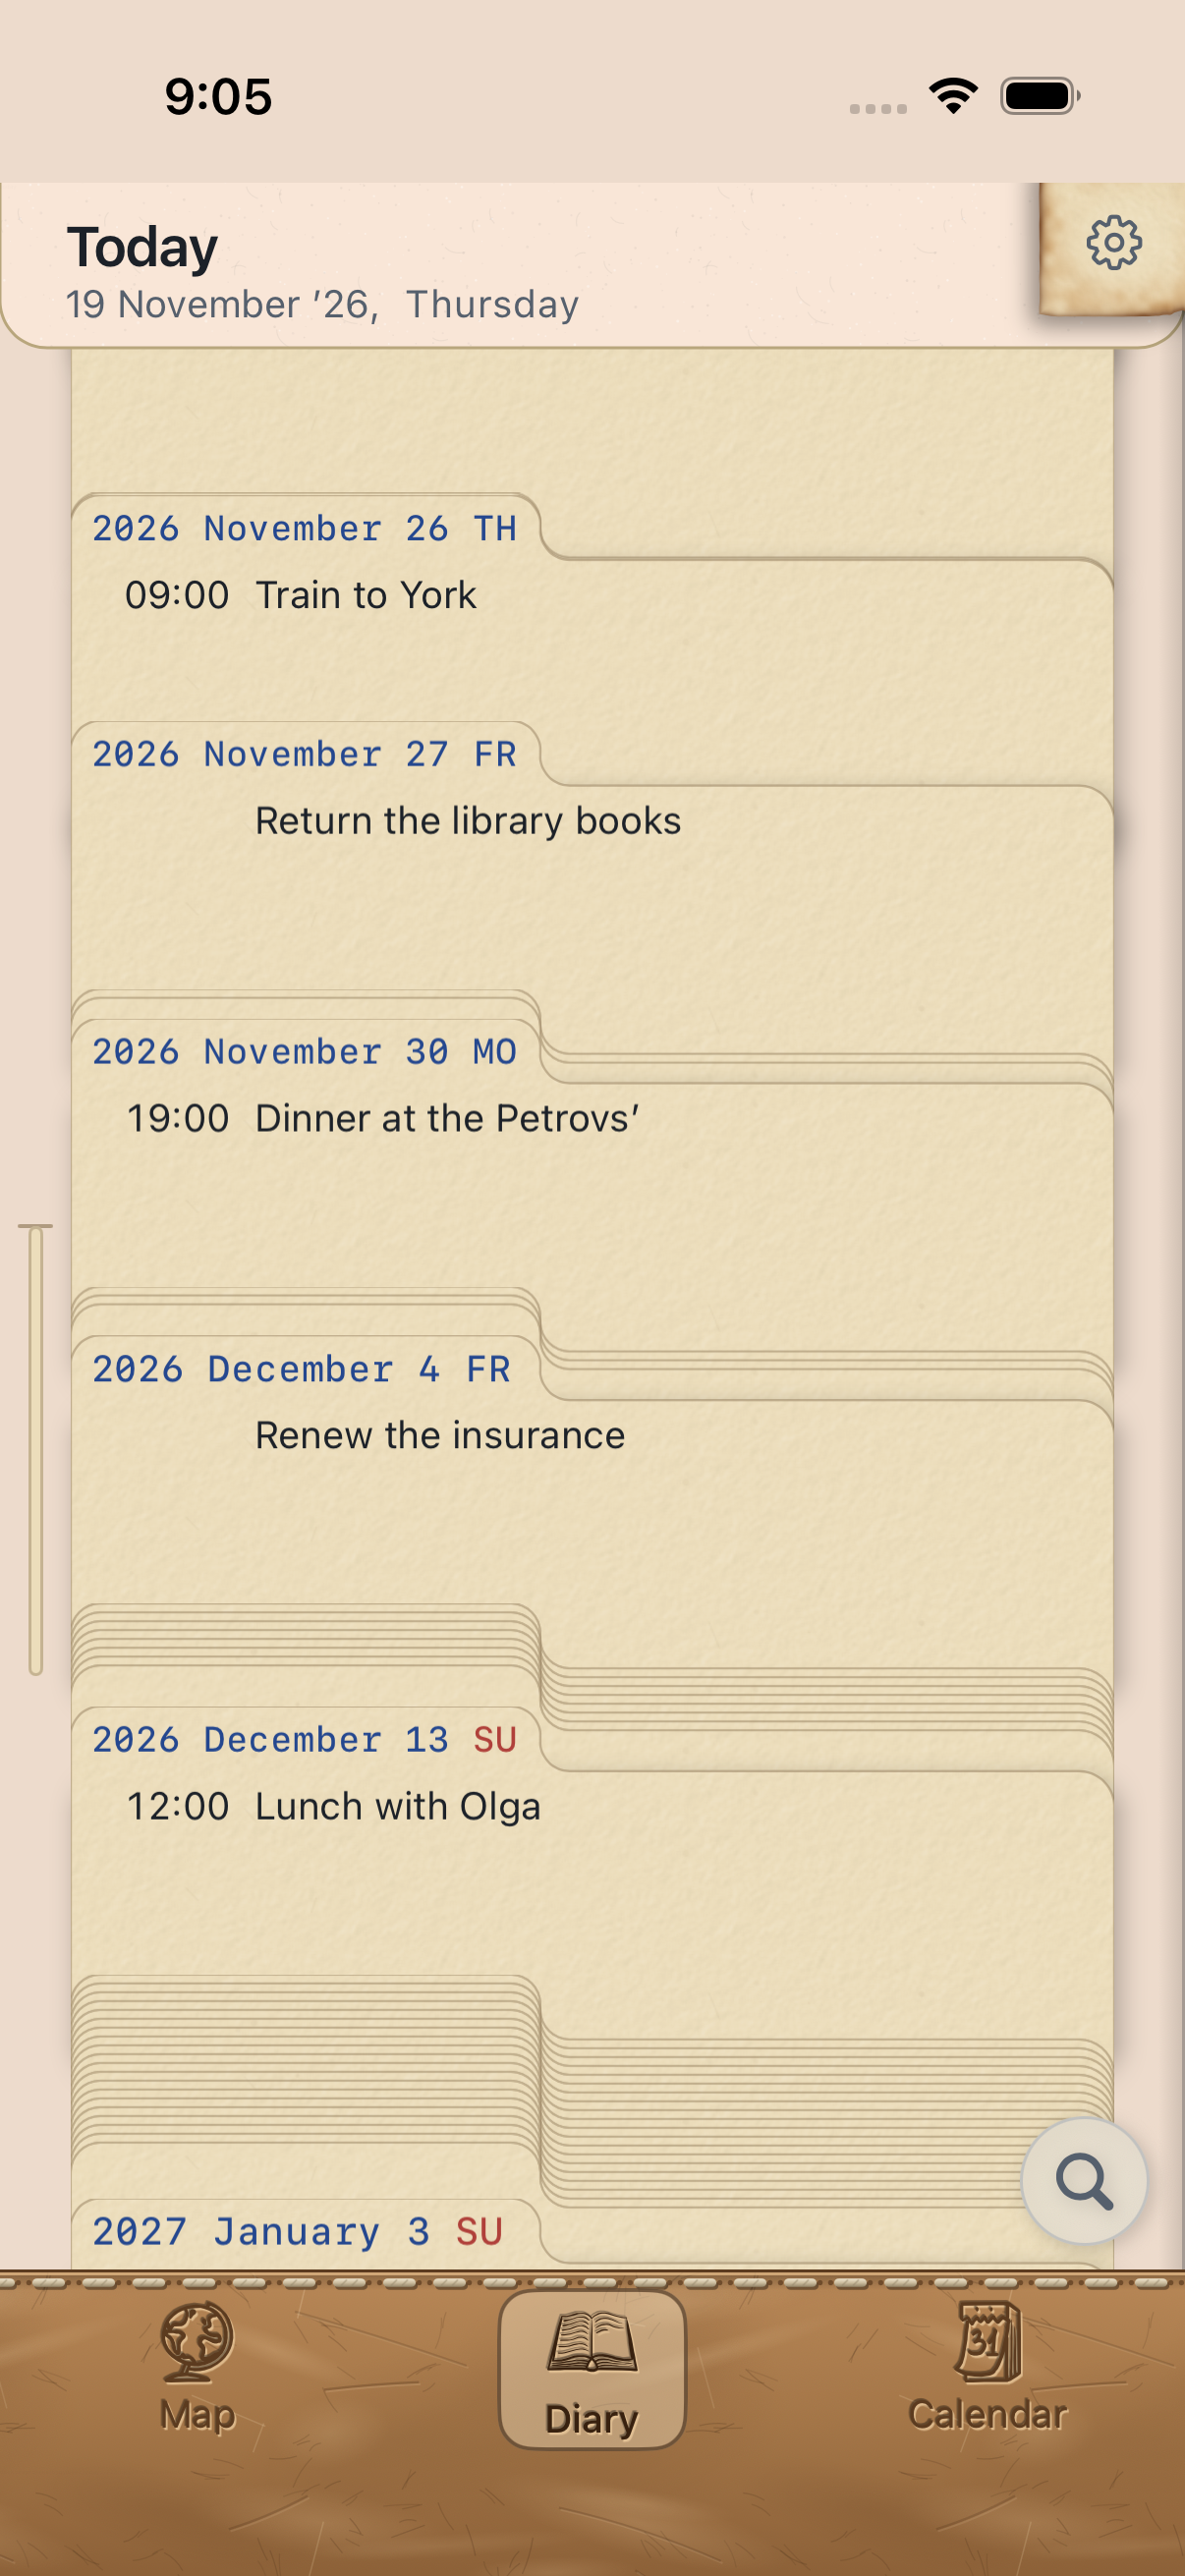 9:05
Today
19 November ’26, Thursday
2026 November 26 TH
09:00 Train to York
2026 November 27 FR
Return the library books
2026 November 30 MO
19:00 Dinner at the Petrovs’
2026 December 4 FR
Renew the insurance
2026 December 13 SU
12:00 Lunch with Olga
2027 January 3 SU
31
Map
Diary
Calendar